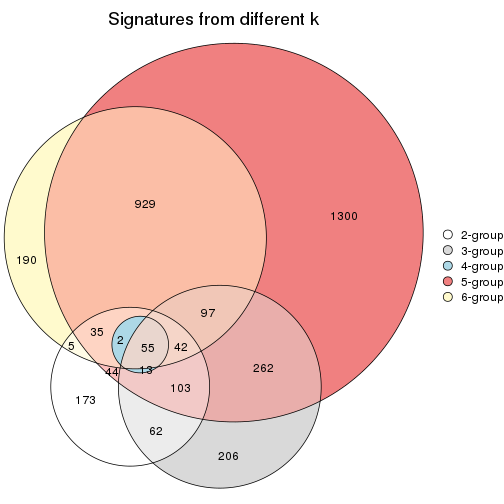 Signatures from different k
929
1300
190
97
35
2
5
55
42
44
13
103
262
173
62
206
2-group
3-group
4-group
5-group
6-group